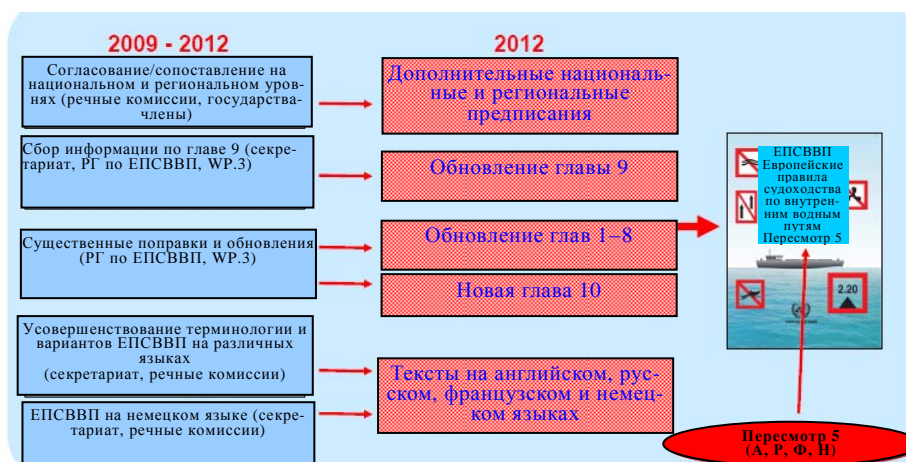 2009 - 2012
Согласование/сопоставление на
национальном и региональном уров-
нях (речные комиссии, государства-
члены)
Сбор информации по главе 9 (секре-
тариат, РГ по ЕПСВВП, WP.3)
Существенные поправки и обновления
(РГ по ЕПСВВП, WP.3)
Усовершенствование терминологии и
вариантов ЕПСВВП на различных
языках
(секретариат, речные комиссии)
ЕПСВВП на немецком языке (секре-
тариат, речные комиссии)
2012
Дополнительные националь-
ные и региональные
предписания
Обновление главы 9
Обновление глав 1–8
Новая глава 10
Тексты на английском, рус-
ском, французском и немец-
ком языках
ЕПСВВП
Европейские
правила
судоходства
по внутрен-
ним водным
путям
Пересмотр 5
2.20
Пересмотр 5
(А, Р, Ф, Н)